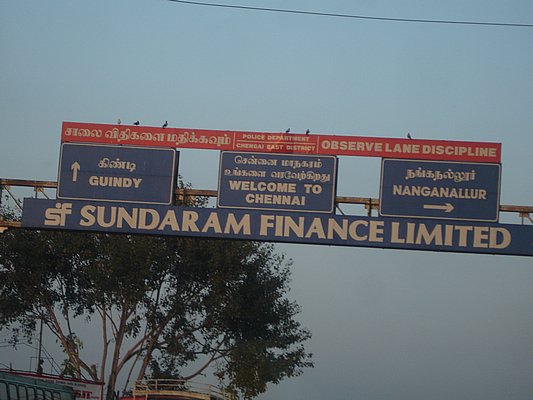 சாலை விதிகளை மதிக்கவும்
POLICE DEPARTMENT
CHENGAI EAST DISTRICT
OBSERVE LANE DISCIPLINE
கிண்டி
GUINDY
சென்னை மாநகரம்
உங்களை வரவேற்கிறது
WELCOME TO
CHENNAI
நங்கநல்லூர்
NANGANALLUR
sf SUNDARAM FINANCE LIMITED